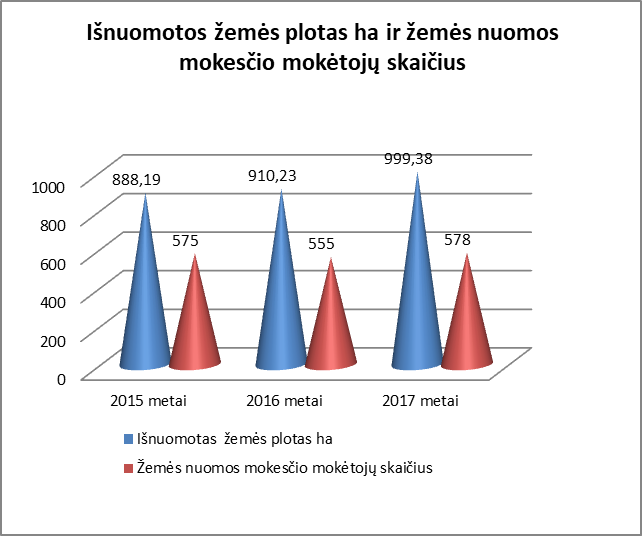 Išnuomotos žemės plotas ha ir žemės nuomos
mokesčio mokėtojų skaičius
999,38
888,19
910,23
1000
800
575
555
578
600
400
200
0
2015 metai
2016 metai
2017 metai
Išnuomotas žemės plotas ha
Žemės nuomos mokesčio mokėtojų skaičius